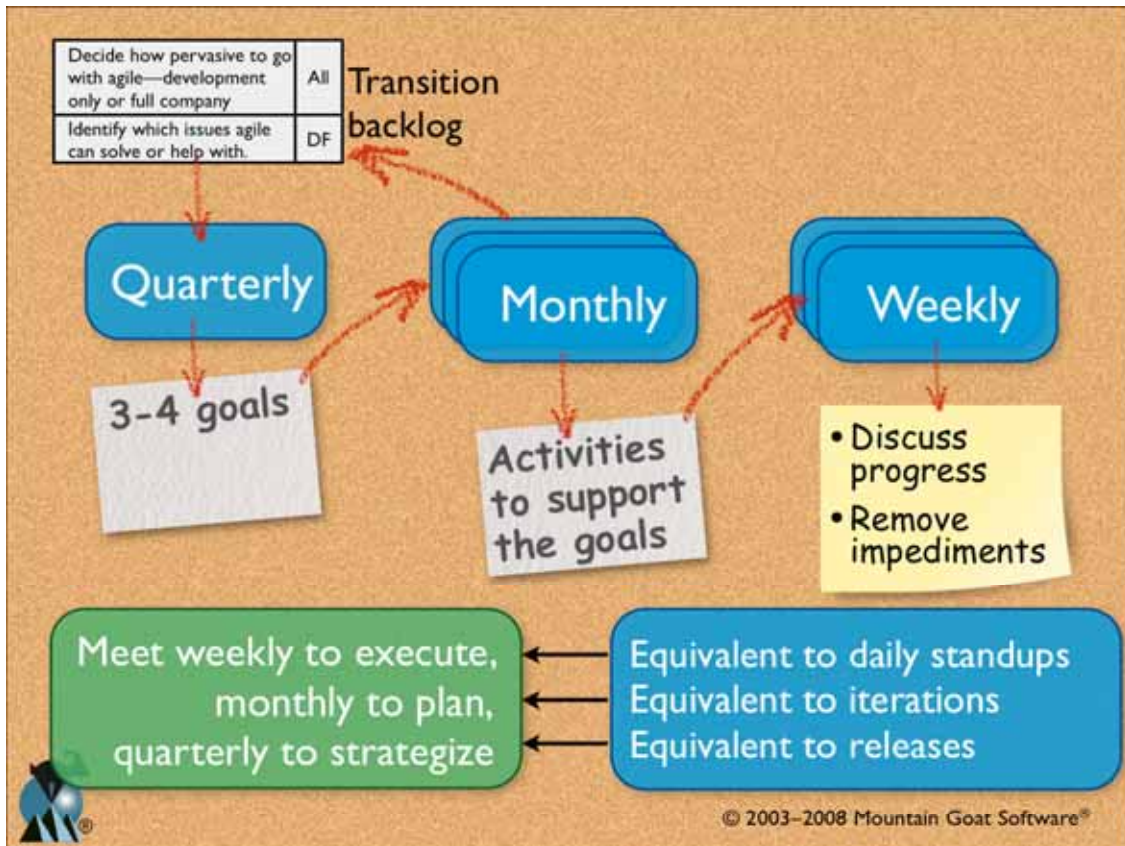 Decide how pervasive to go
with agile—development
only or full company
All
Identify which issues agile
can solve or help with.
DF
Transition
backlog
Quarterly
Monthly
Weekly
3-4 goals
Activities
to support
the goals
• Discuss
progress
• Remove
impediments
Meet weekly to execute,
monthly to plan,
quarterly to strategize
Equivalent to daily standups
Equivalent to iterations
Equivalent to releases
®
© 2003–2008 Mountain Goat Software®